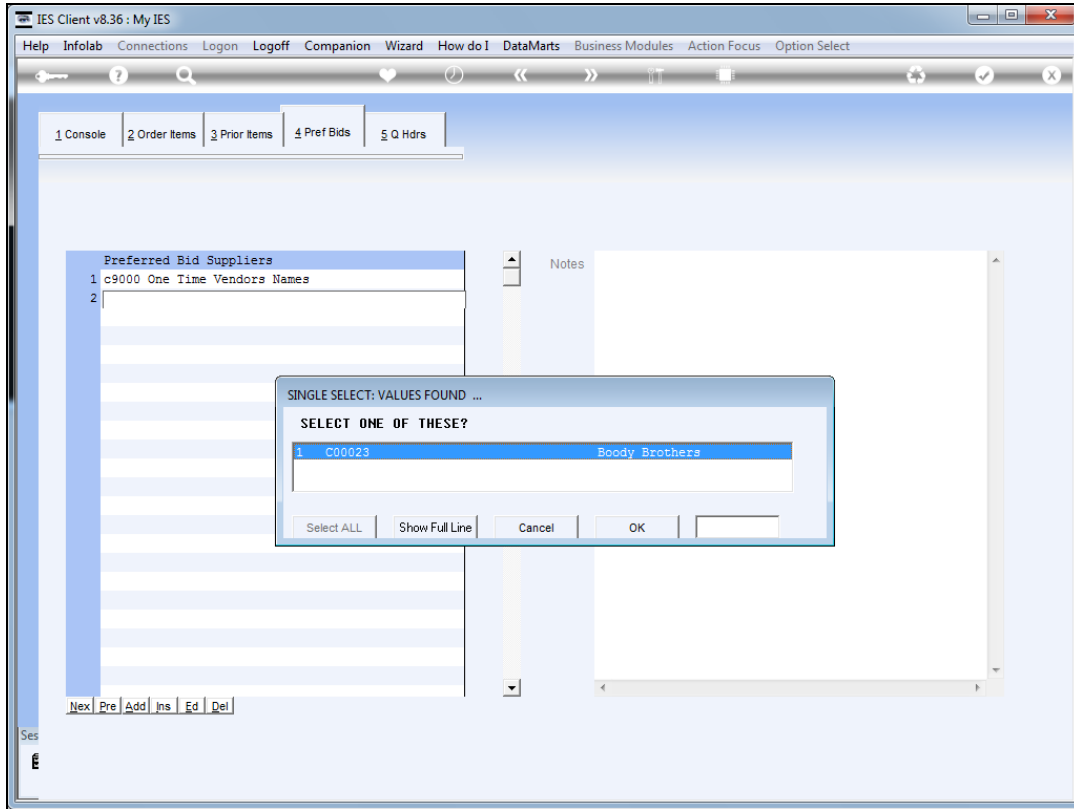 IES Client v8.36 : My IES
Help Infolab Connections Logon Logoff Companion Wizard How do I DataMarts Business Modules Action Focus Option Select
1 Console 2 Order Items 3 Prior Items 4 Pref Bids 5 Q Hdrs
Preferred Bid Suppliers
1 c9000 One Time Vendors Names
2
Notes
SINGLE SELECT: VALUES FOUND ...
SELECT ONE OF THESE?
1 C00023 Boody Brothers
Select ALL Show Full Line Cancel OK
Nex Pre Add Ins Ed Del
Ses